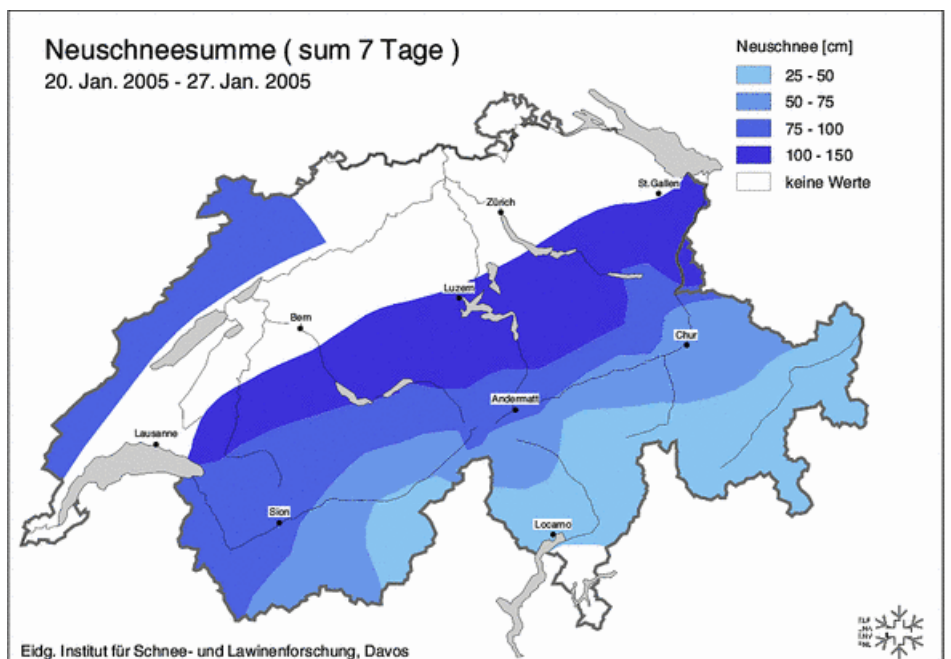 Neuschneesumme ( sum 7 Tage )
20. Jan. 2005 - 27. Jan. 2005
Neuschnee [cm]
25 - 50
50 - 75
75 - 100
100 - 150
keine Werte
St.Gallen
Zürich
Luzern
Bern
Chur
Andermatt
Lausanne
Sion
Locarno
Eidg. Institut für Schnee- und Lawinenforschung, Davos